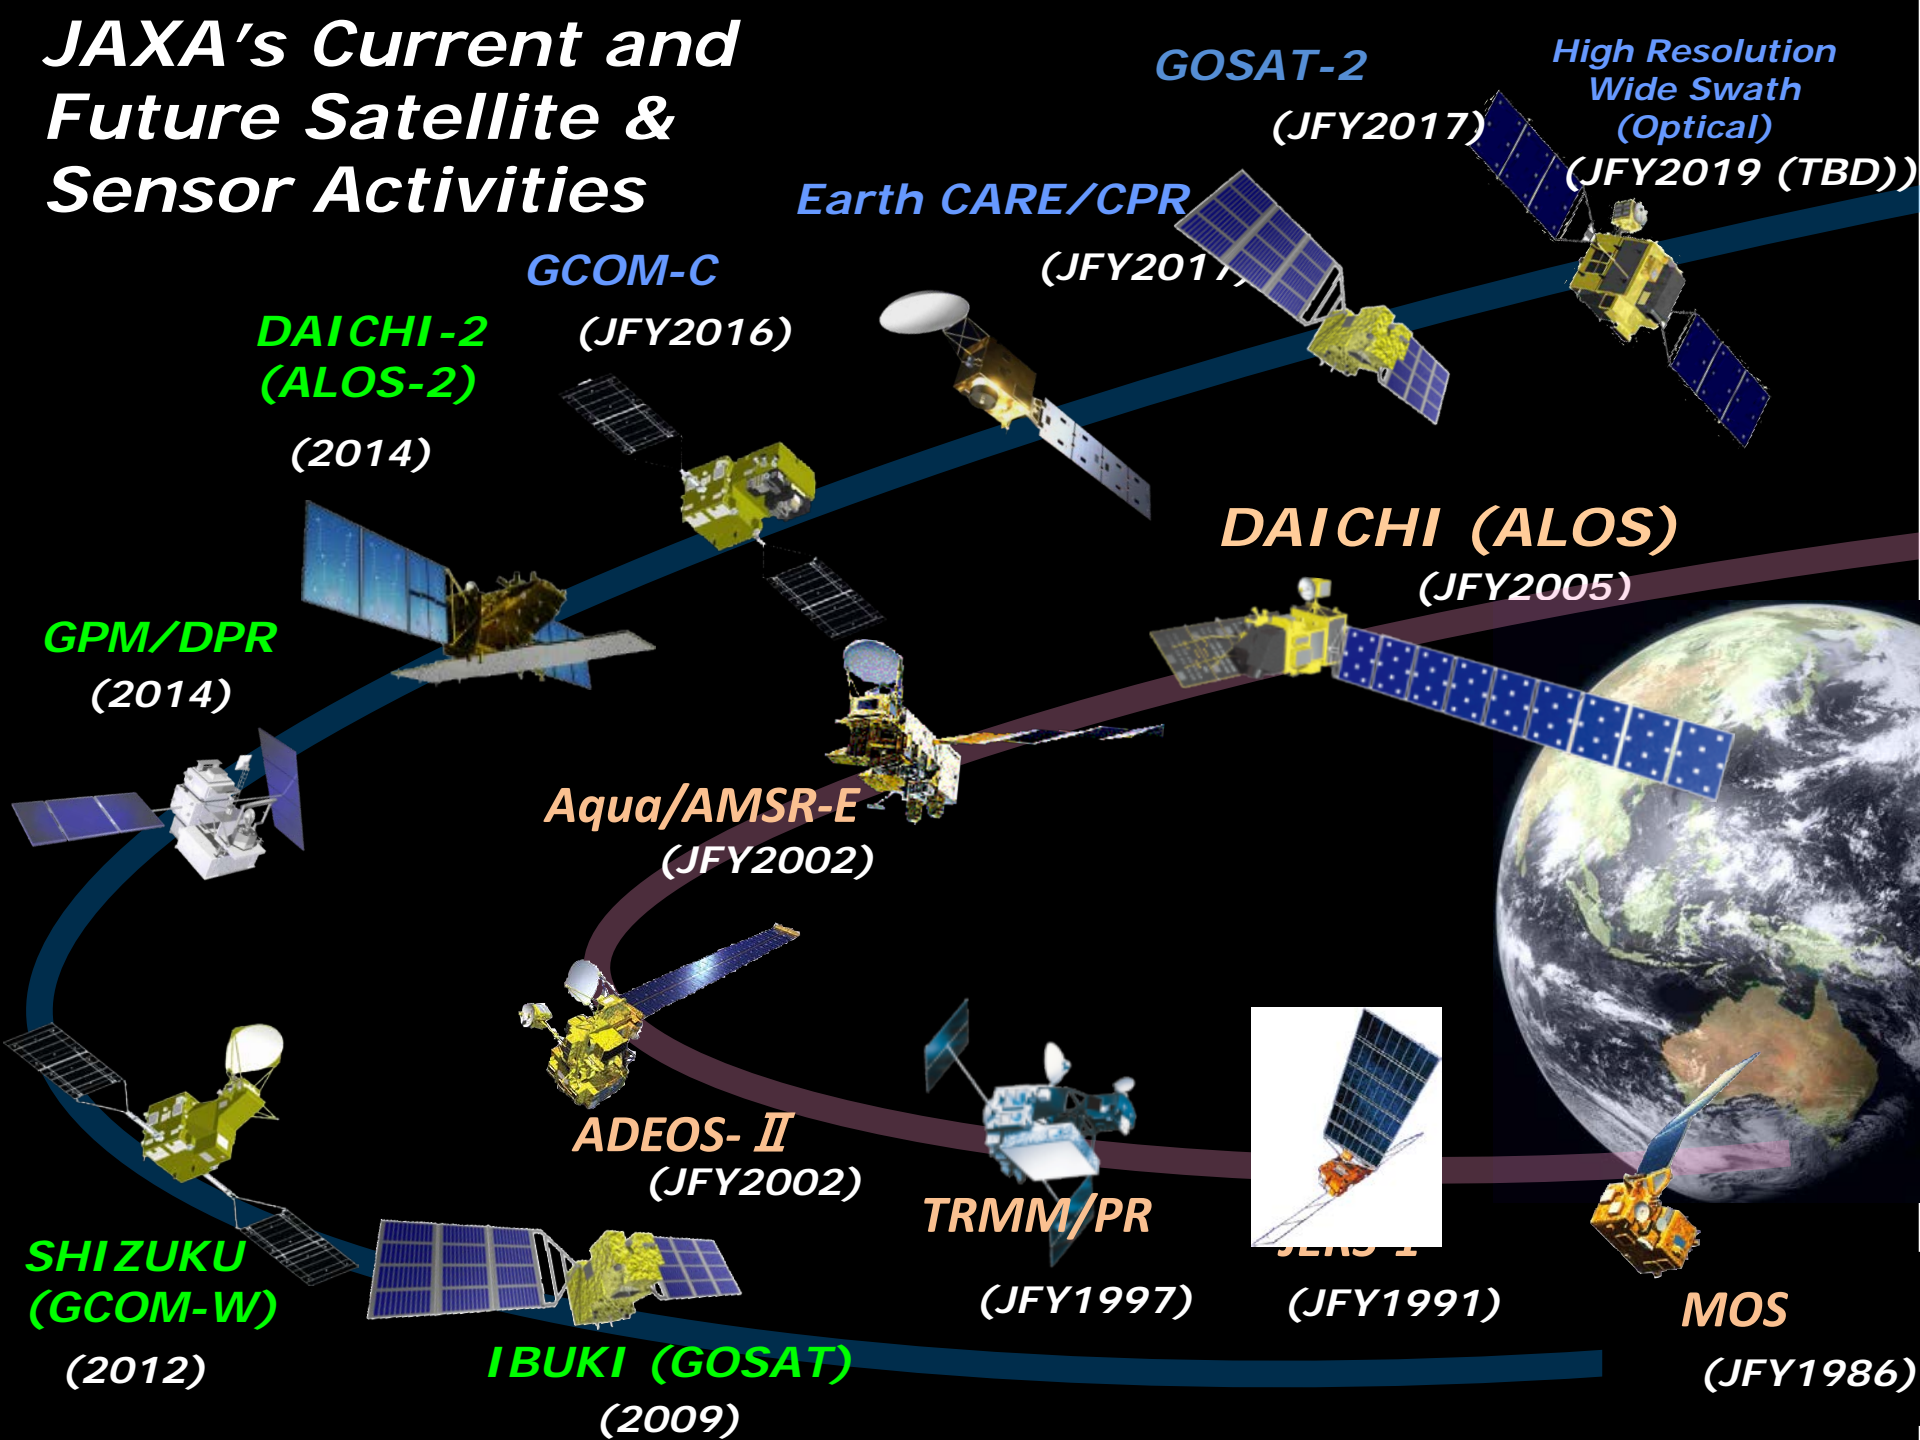 JAXA's Current and
Future Satellite &
Sensor Activities
GOSAT-2
(JFY2017)
High Resolution
Wide Swath
(Optical)
(JFY2019 (TBD))
Earth CARE/CPR
(JFY2017)
GCOM-C
(JFY2016)
DAICHI-2
(ALOS-2)
(2014)
DAICHI (ALOS)
(JFY2005)
GPM/DPR
(2014)
Aqua/AMSR-E
(JFY2002)
ADEOS-Ⅱ
(JFY2002)
TRMM/PR
(JFY1997)
(JFY1991)
MOS
(JFY1986)
SHIZUKU
(GCOM-W)
(2012)
IBUKI (GOSAT)
(2009)